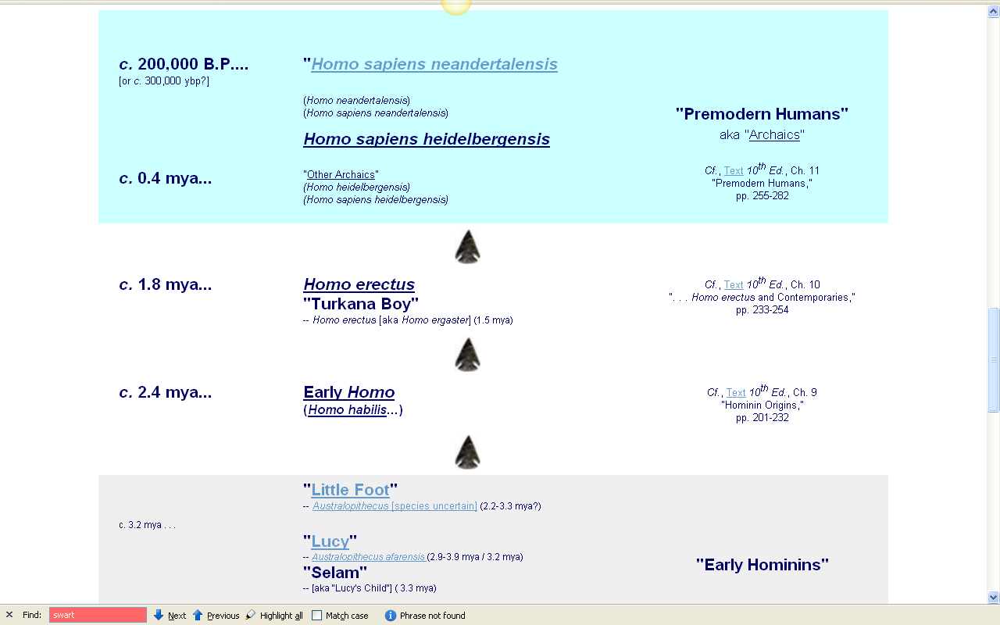 c. 200,000 B.P....
[or c. 300,000 ybp?]
"Homo sapiens neandertalensis
(Homo neandertalensis)
(Homo sapiens neandertalensis)
Homo sapiens heidelbergensis
"Premodern Humans"
aka "Archaics"
c. 0.4 mya...
"Other Archaics"
(Homo heidelbergensis)
(Homo sapiens heidelbergensis)
Cf., Text 10th Ed., Ch. 11
"Premodern Humans,"
pp. 255-282
c. 1.8 mya...
Homo erectus
"Turkana Boy"
-- Homo erectus [aka Homo ergaster] (1.5 mya)
Cf., Text 10th Ed., Ch. 10
". . . Homo erectus and Contemporaries,"
pp. 233-254
c. 2.4 mya...
Early Homo
(Homo habilis...)
Cf., Text 10th Ed., Ch. 9
"Hominin Origins,"
pp. 201-232
"Little Foot"
-- Australopithecus [species uncertain] (2.2-3.3 mya?)
c. 3.2 mya . . .
"Lucy"
-- Australopithecus afarensis (2.9-3.9 mya / 3.2 mya)
"Selam"
-- [aka "Lucy's Child"] ( 3.3 mya)
"Early Hominins"
Find: swart Next Previous Highlight all Match case Phrase not found